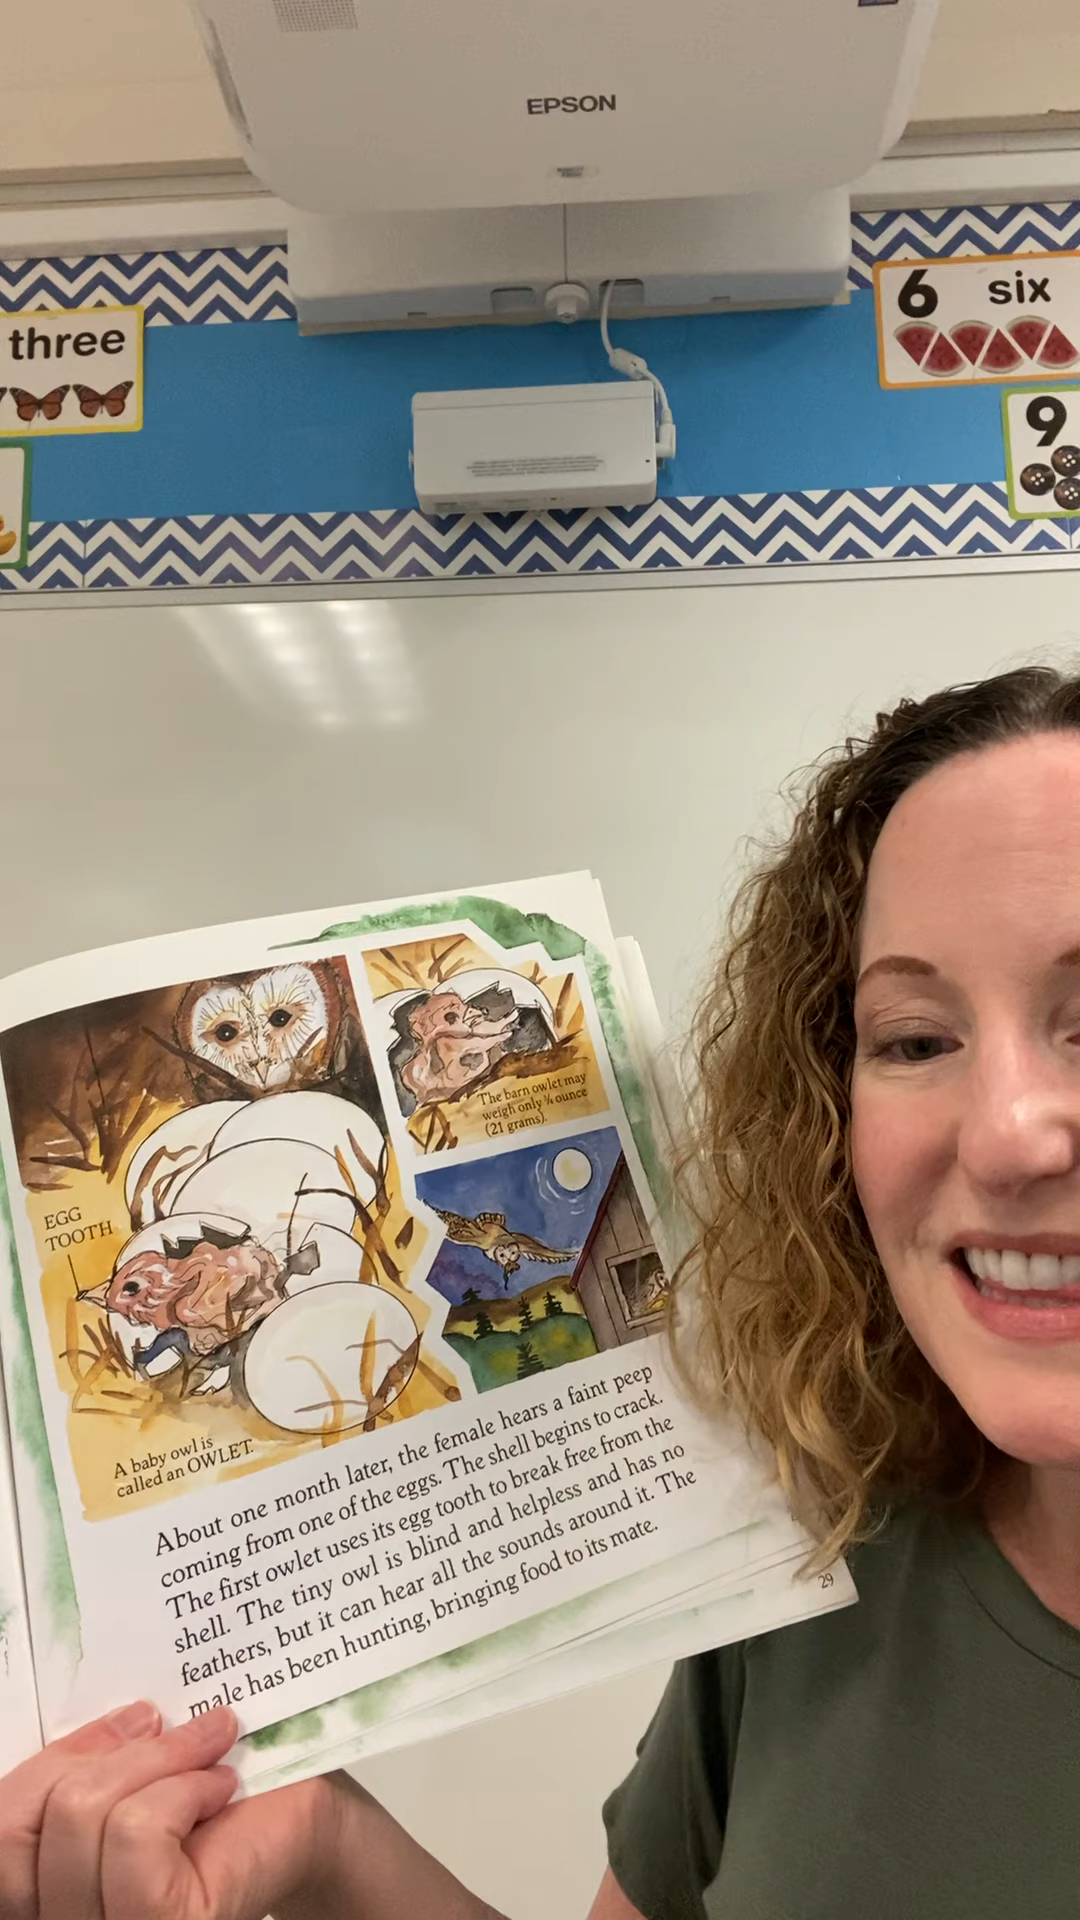 EPSON
three
6 six
9
The barn owlet may
weigh only ¾ ounce
(21 grams).
EGG
TOOTH
A baby owl is
called an OWLET.
About one month later, the female hears a faint peep
coming from one of the eggs. The shell begins to crack.
The first owlet uses its egg tooth to break free from the
shell. The tiny owl is blind and helpless and has no
feathers, but it can hear all the sounds around it. The
male has been hunting, bringing food to its mate.
29